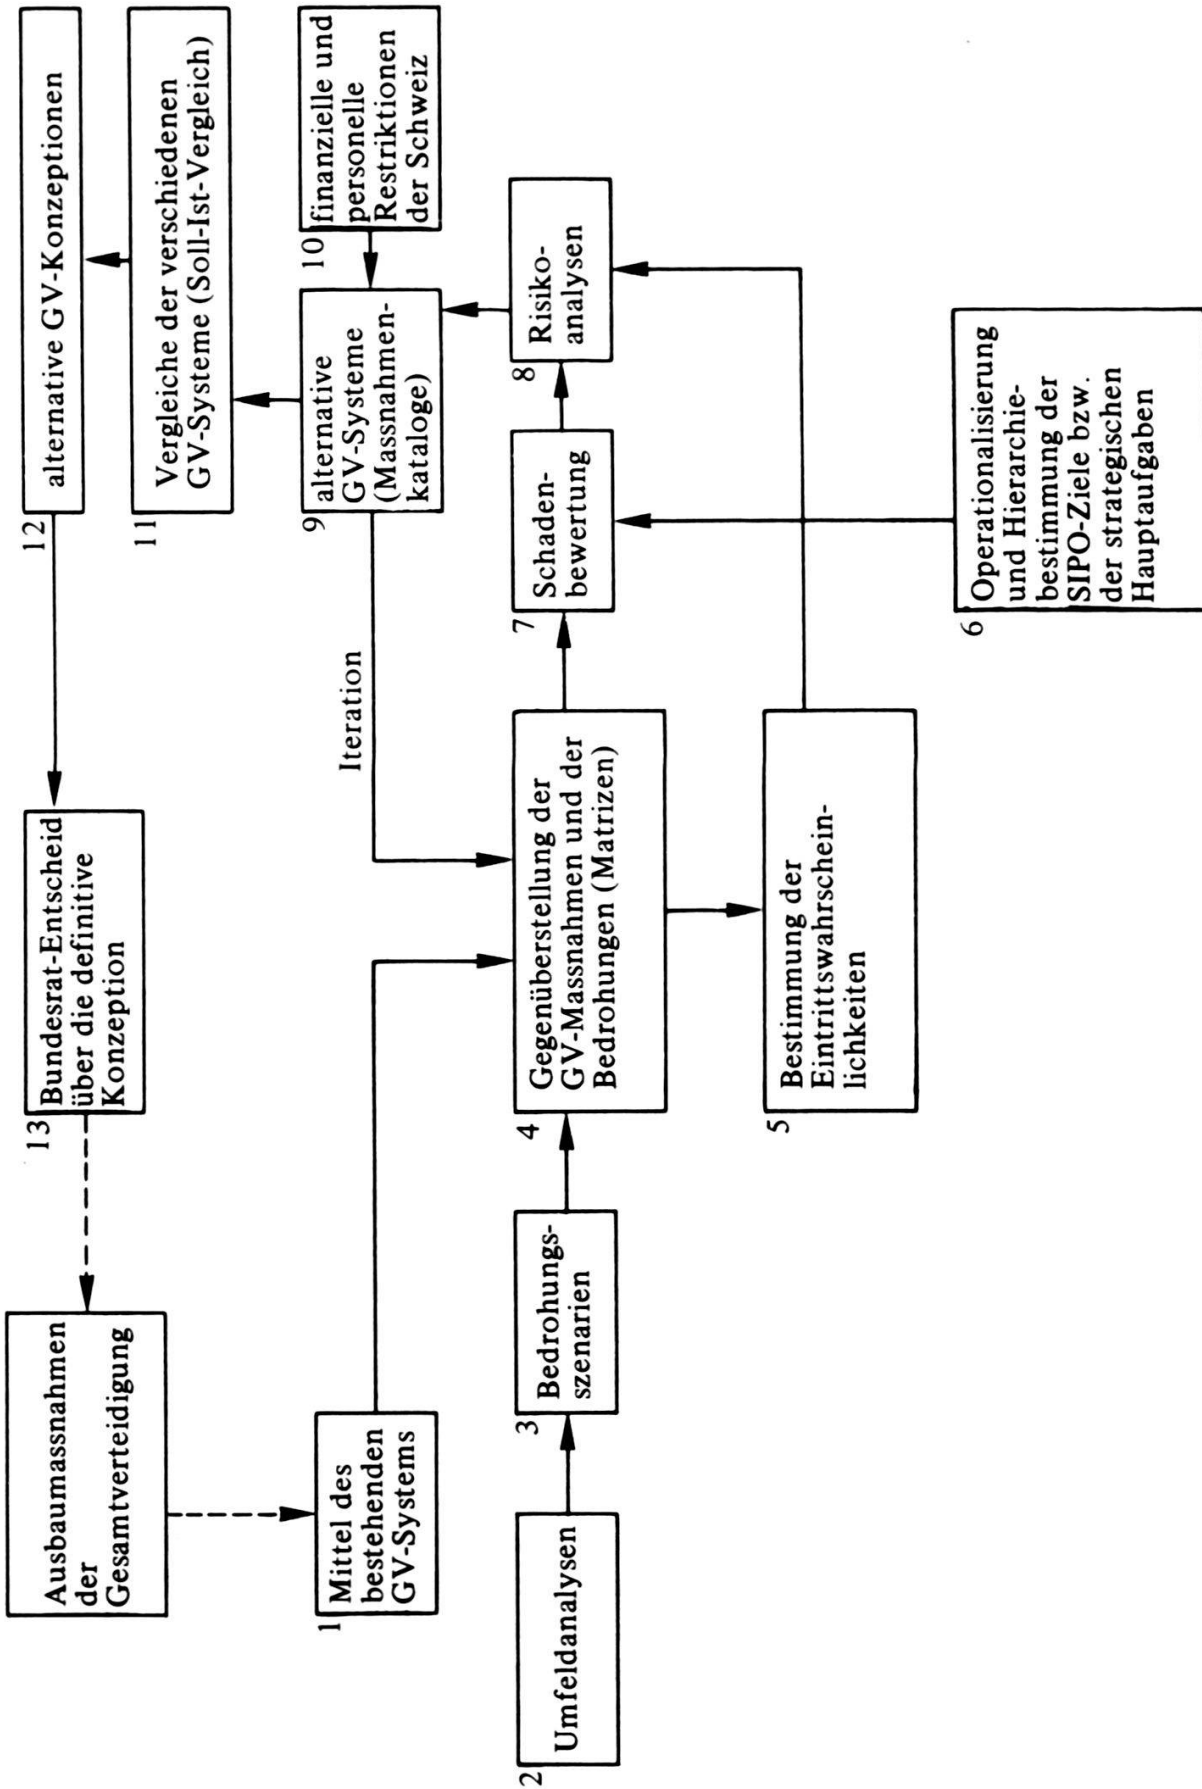 Ausbaumassnahmen
der
Gesamtverteidigung
13
Bundesrat-Entscheid
über die definitive
Konzeption
12
alternative GV-Konzeptionen
11
Vergleiche der verschiedenen
GV-Systeme (Soll-Ist-Vergleich)
1
Mittel des
bestehenden
GV-Systems
Iteration
9
alternative
GV-Systeme
(Massnahmen-
kataloge)
10
finanzielle und
personelle
Restriktionen
der Schweiz
2
Umfeldanalysen
3
Bedrohungs-
szenarien
4
Gegenüberstellung der
GV-Massnahmen und der
Bedrohungen (Matrizen)
7
Schaden-
bewertung
8
Risiko-
analysen
5
Bestimmung der
Eintrittswahrschein-
lichkeiten
6
Operationalisierung
und Hierarchie-
bestimmung der
SIPO-Ziele bzw.
der strategischen
Hauptaufgaben